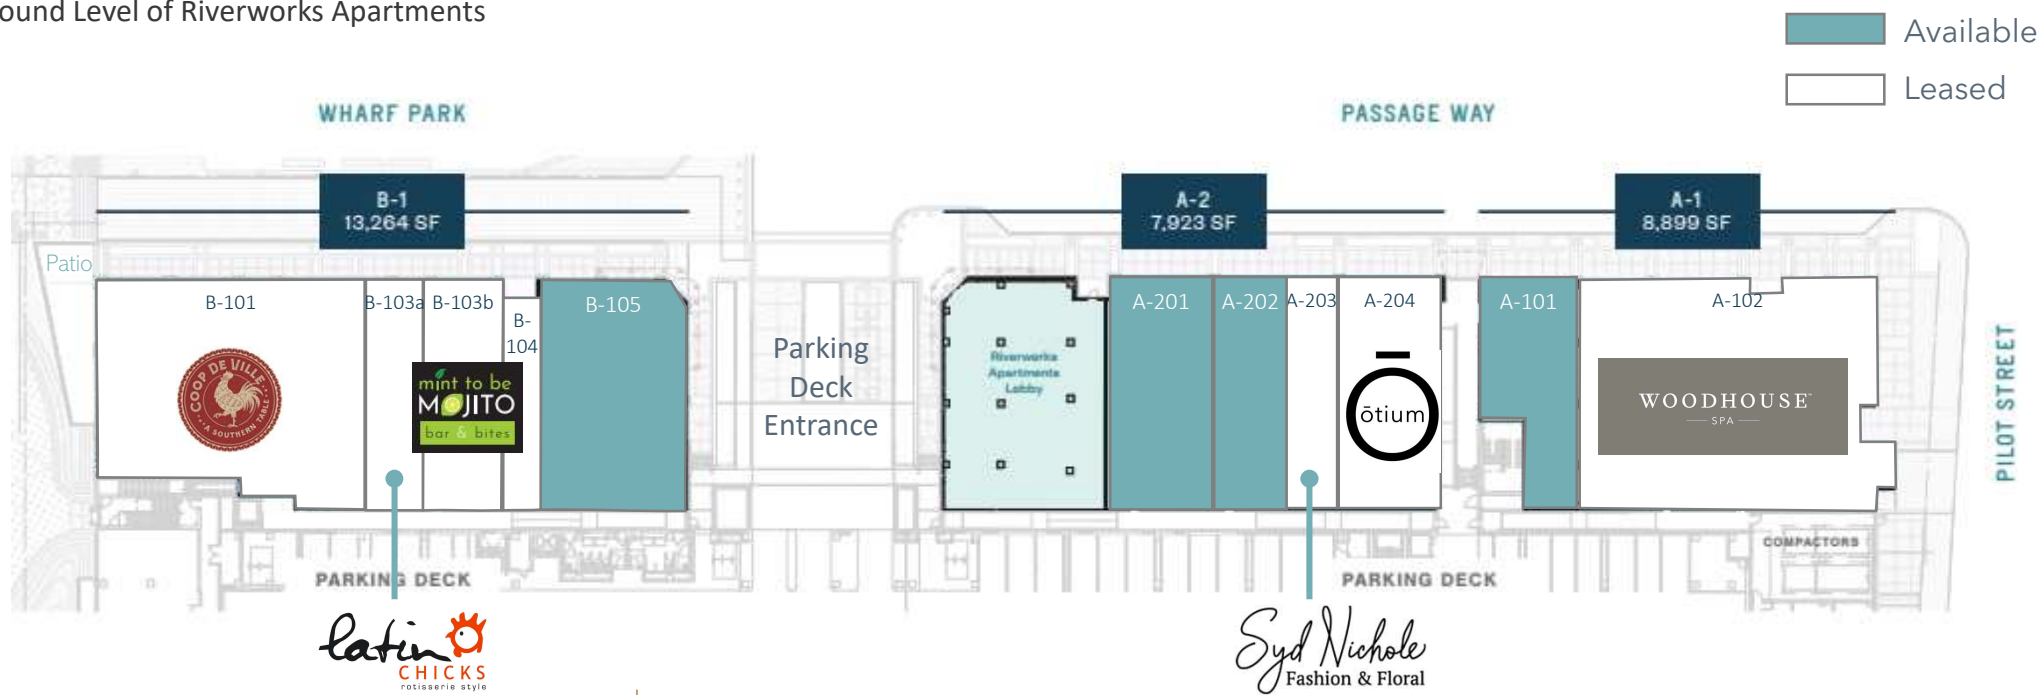 ound Level of Riverworks Apartments
Available
Leased
WHARF PARK
PASSAGE WAY
B-1
13,264 SF
A-2
7,923 SF
A-1
8,899 SF
Patio
B-101
B-103a
B-103b
B-
104
B-105
A-201
A-202
A-203
A-204
A-101
A-102
COOP DE VILLE
A SOUTHERN TABLE
mint to be
MOJITO
bar & bites
Parking
Deck
Entrance
Riverworks
Apartments
Lobby
ōtium
WOODHOUSE
SPA
PILOT STREET
COMPACTORS
PARKING DECK
PARKING DECK
latin
CHICKS
rotisserie style
Syd Nichole
Fashion & Floral